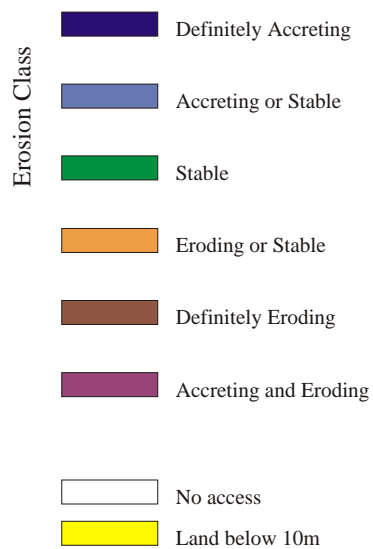 Erosion Class
Definitely Accreting
Accreting or Stable
Stable
Eroding or Stable
Definitely Eroding
Accreting and Eroding
No access
Land below 10m